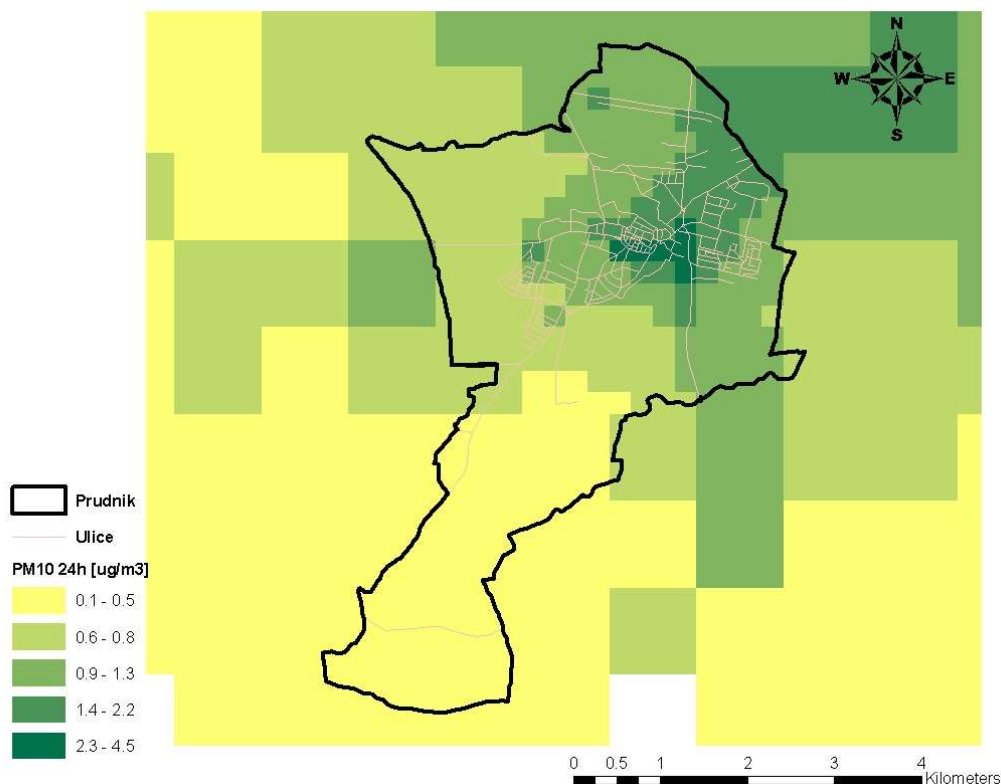 N
W E
S
Prudnik
Ulice
PM10 24h [ug/m3]
0.1 - 0.5
0.6 - 0.8
0.9 - 1.3
1.4 - 2.2
2.3 - 4.5
0 0.5 1 2 3 4
Kilometers